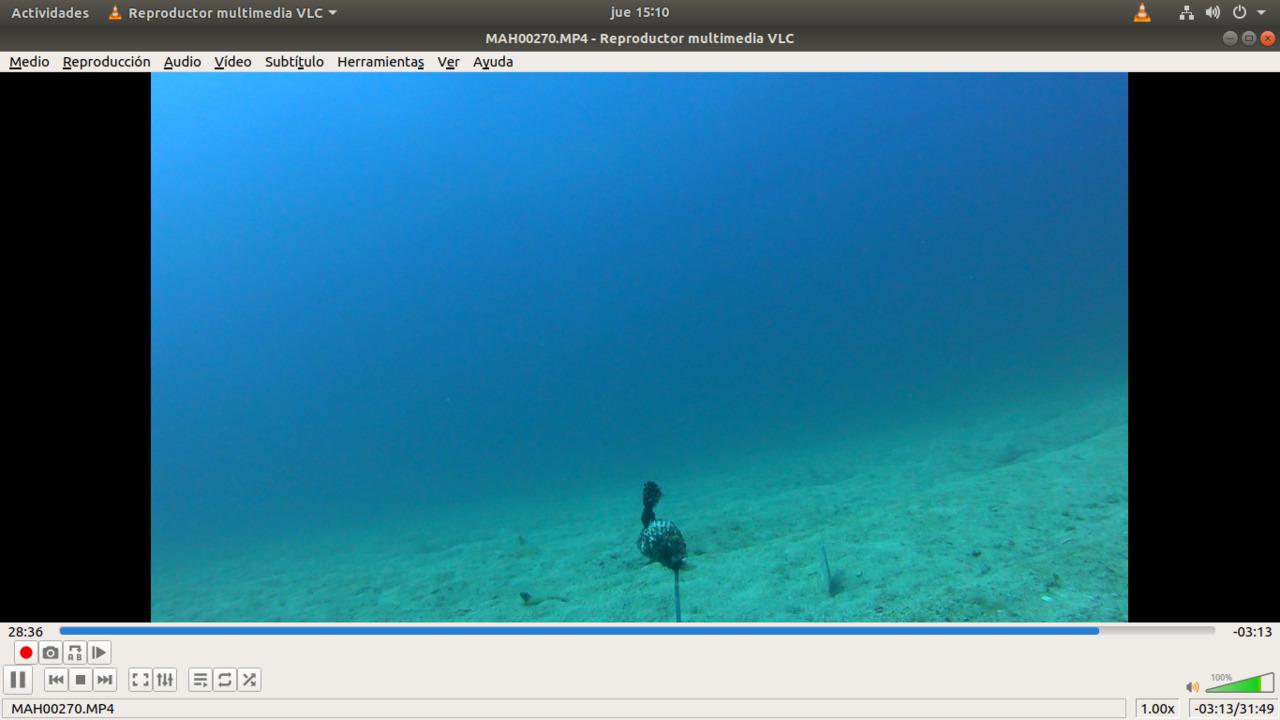 Actividades Reproductor multimedia VLC jue 15:10
MAH00270.MP4 - Reproductor multimedia VLC
Medio Reproducción Audio Vídeo Subtítulo Herramientas Ver Ayuda
28:36 -03:13
A B
100%
MAH00270.MP4 1.00x -03:13/31:49